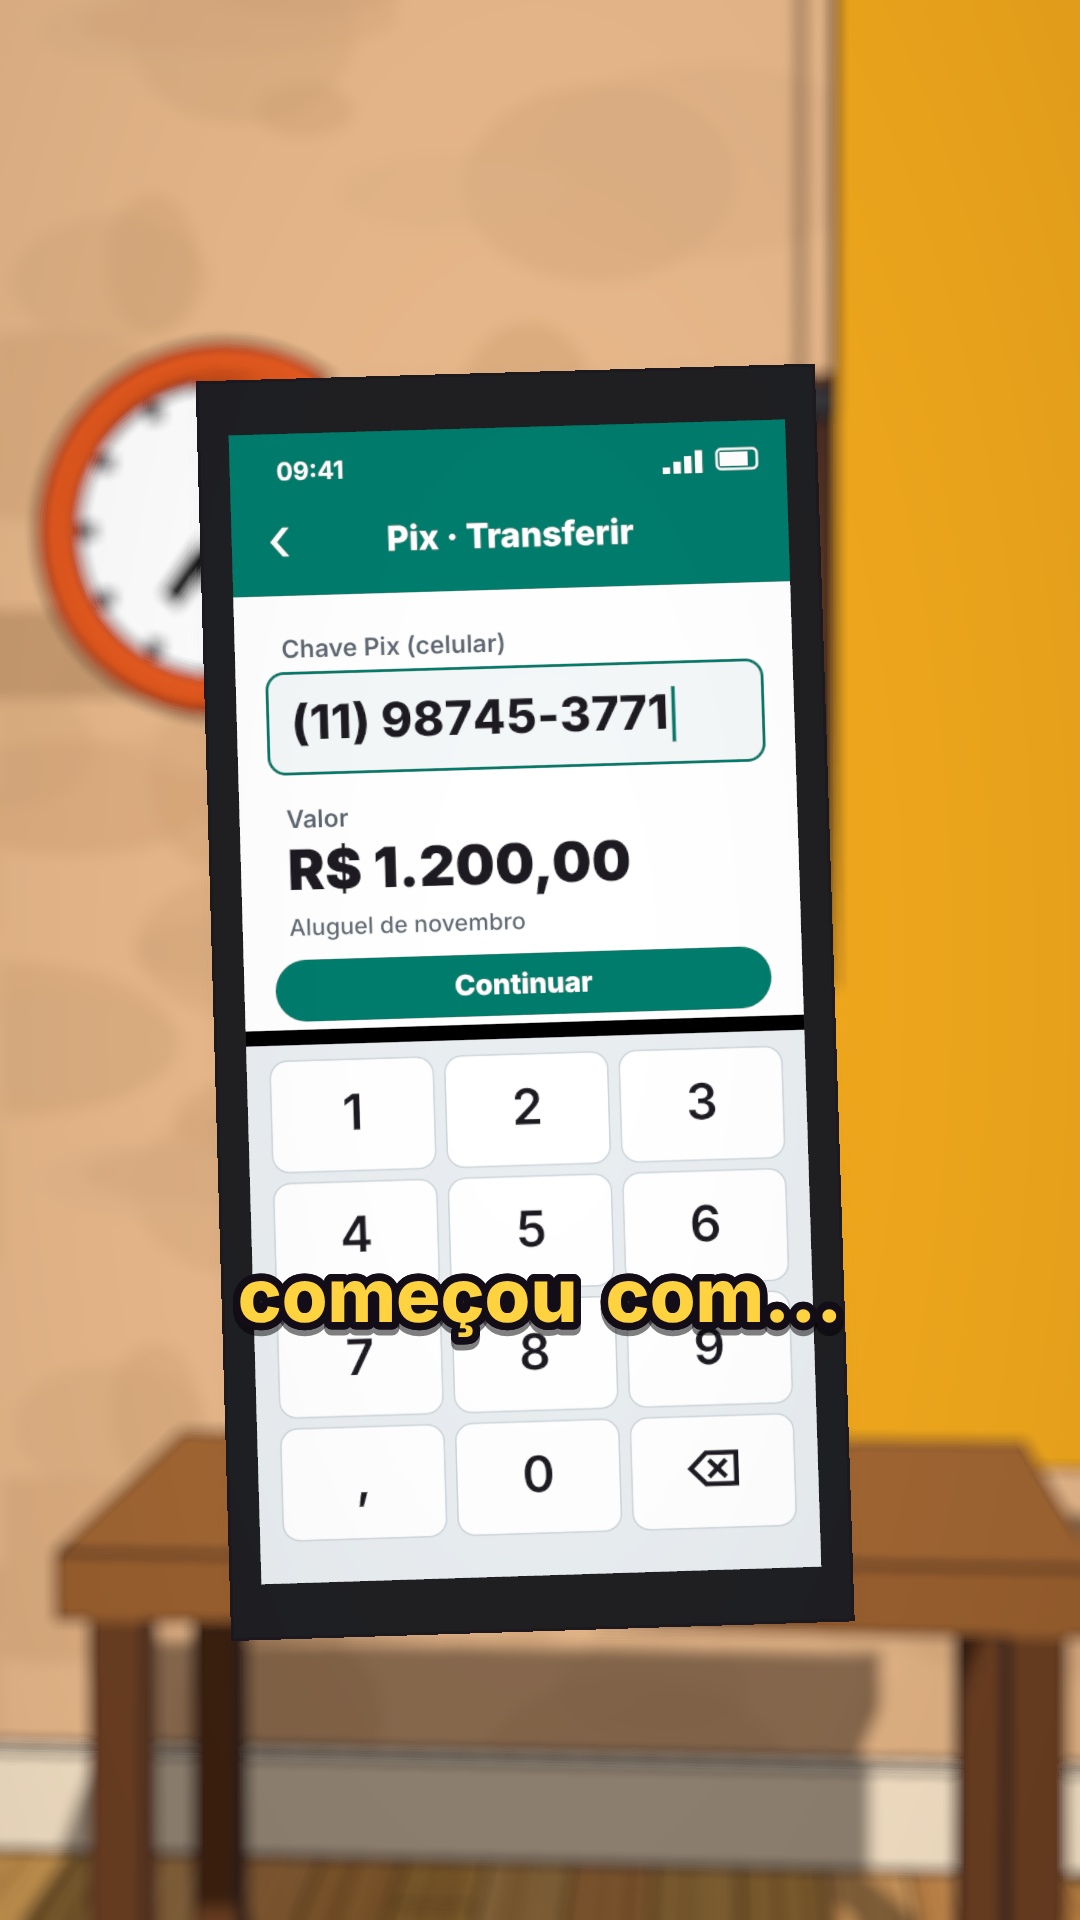 09:41
Pix · Transferir
Chave Pix (celular)
(11) 98745-3771
Valor
R$ 1.200,00
Aluguel de novembro
Continuar
1 2 3
4 5 6
começou com...
7 8 9
, 0